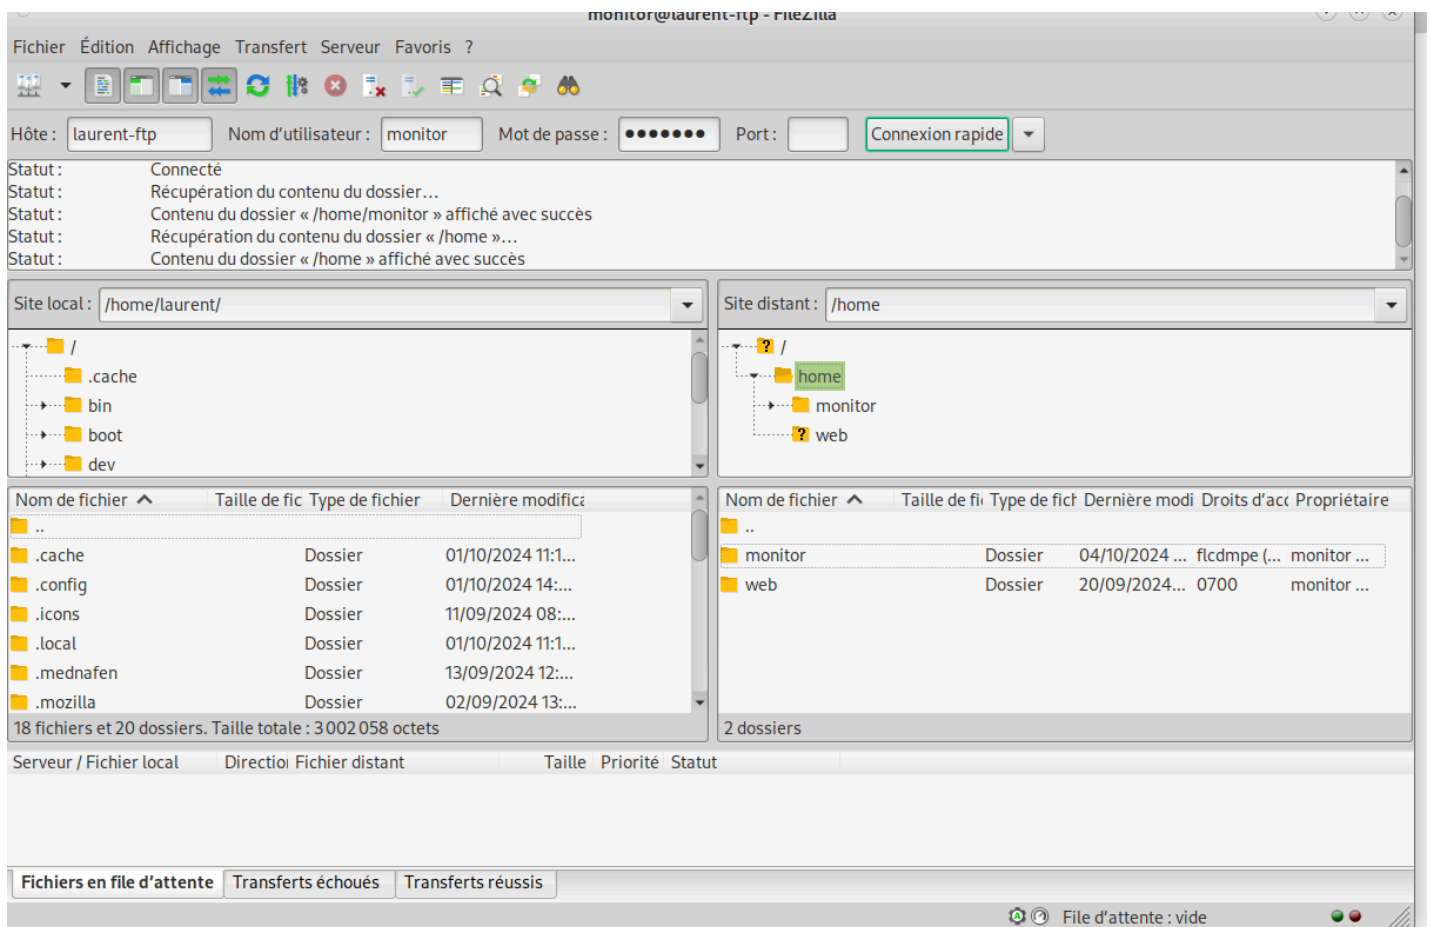 monitor@laurent-ftp - FileZilla
Fichier Édition Affichage Transfert Serveur Favoris ?
Hôte : laurent-ftp Nom d'utilisateur : monitor Mot de passe : ●●●●●●● Port : Connexion rapide
Statut : Connecté
Statut : Récupération du contenu du dossier…
Statut : Contenu du dossier « /home/monitor » affiché avec succès
Statut : Récupération du contenu du dossier « /home »…
Statut : Contenu du dossier « /home » affiché avec succès
Site local : /home/laurent/
/
.cache
bin
boot
dev
Site distant : /home
? /
home
monitor
? web
Nom de fichier Taille de fic Type de fichier Dernière modifica
..
.cache Dossier 01/10/2024 11:1...
.config Dossier 01/10/2024 14:...
.icons Dossier 11/09/2024 08:...
.local Dossier 01/10/2024 11:1...
.mednafen Dossier 13/09/2024 12:...
.mozilla Dossier 02/09/2024 13:...
18 fichiers et 20 dossiers. Taille totale : 3 002 058 octets
Nom de fichier Taille de fi Type de fich Dernière modi Droits d'acc Propriétaire
..
monitor Dossier 04/10/2024 ... flcdmpe (... monitor ...
web Dossier 20/09/2024... 0700 monitor ...
2 dossiers
Serveur / Fichier local Direction Fichier distant Taille Priorité Statut
Fichiers en file d'attente Transferts échoués Transferts réussis
File d'attente : vide